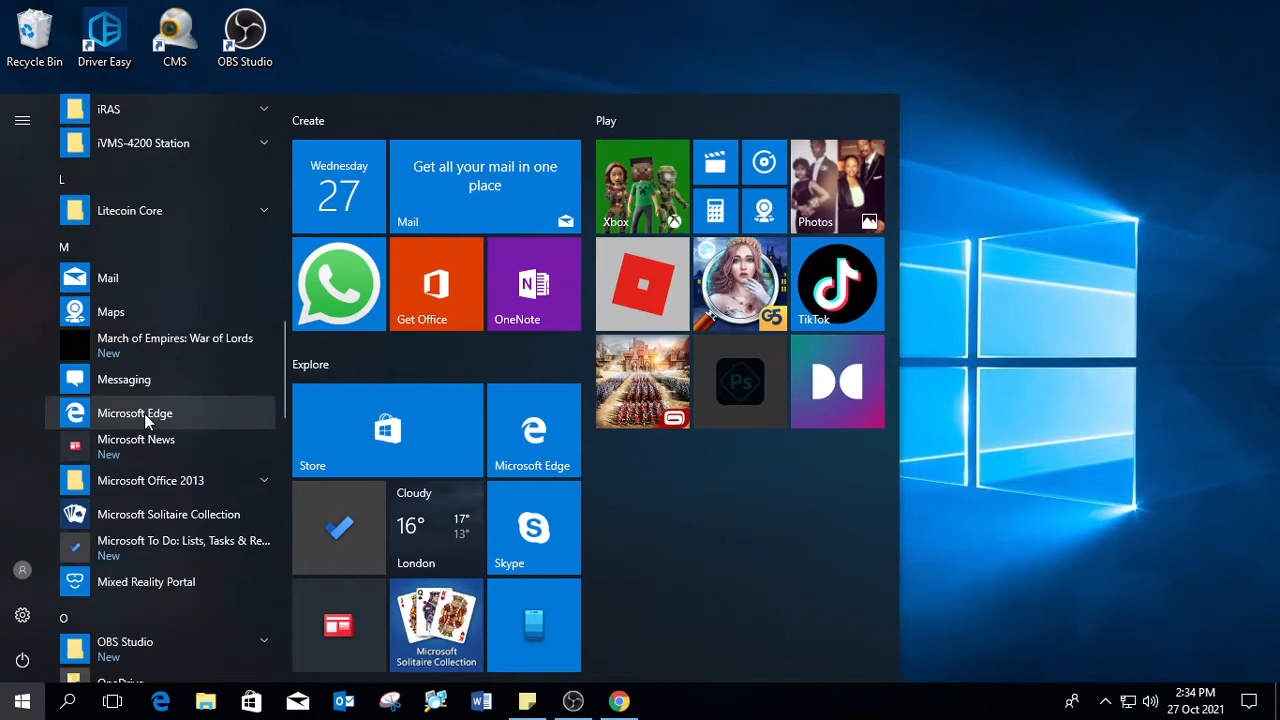 Recycle Bin
Driver Easy
CMS
OBS Studio
iRAS
iVMS-4200 Station
L
Litecoin Core
M
Mail
Maps
March of Empires: War of Lords
New
Messaging
Microsoft Edge
Microsoft News
New
Microsoft Office 2013
Microsoft Solitaire Collection
Microsoft To Do: Lists, Tasks & Re...
New
Mixed Reality Portal
O
OBS Studio
New
OneDrive
Create
Wednesday
27
Get all your mail in one
place
Mail
Get Office
OneNote
N
Explore
Store
Microsoft Edge
Cloudy
16°
17°
13°
London
Skype
Microsoft
Solitaire Collection
Play
Xbox
Photos
G5
TikTok
Ps
2:34 PM
27 Oct 2021